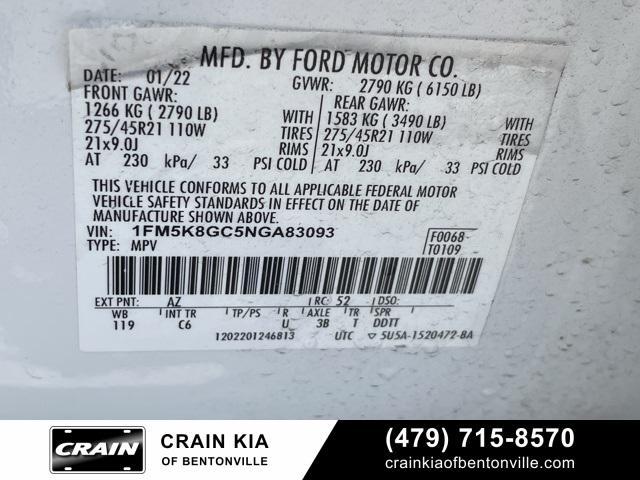 MFD. BY FORD MOTOR CO.
DATE: 01/22 GVWR: 2790 KG ( 6150 LB)
FRONT GAWR: REAR GAWR:
1266 KG ( 2790 LB) WITH 1583 KG ( 3490 LB) WITH
275/45R21 110W TIRES 275/45R21 110W TIRES
21x9.0J RIMS 21x9.0J RIMS
AT 230 kPa/ 33 PSI COLD AT 230 kPa/ 33 PSI COLD
THIS VEHICLE CONFORMS TO ALL APPLICABLE FEDERAL MOTOR
VEHICLE SAFETY STANDARDS IN EFFECT ON THE DATE OF
MANUFACTURE SHOWN ABOVE.
VIN: 1FM5K8GC5NGA83093 F0068-
TYPE: MPV T0109
EXT PNT: AZ RC: 52 DSO:
WB INT TR TP/PS R AXLE TR SPR
119 C6 U 3B T DDTT
1202201246813 UTC ▽ 5U5A-1520472-BA
CRAIN
CRAIN KIA
OF BENTONVILLE
(479) 715-8570
crainkiaofbentonville.com